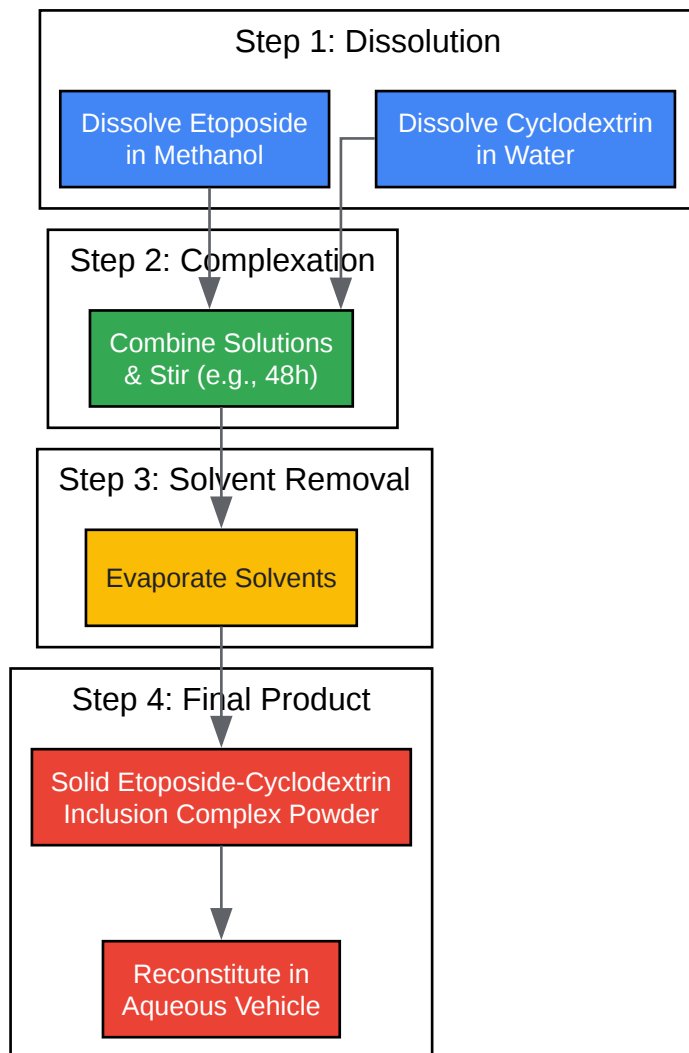 Step 1: Dissolution
Dissolve Etoposide
in Methanol
Dissolve Cyclodextrin
in Water
Step 2: Complexation
Combine Solutions
& Stir (e.g., 48h)
Step 3: Solvent Removal
Evaporate Solvents
Step 4: Final Product
Solid Etoposide-Cyclodextrin
Inclusion Complex Powder
Reconstitute in
Aqueous Vehicle